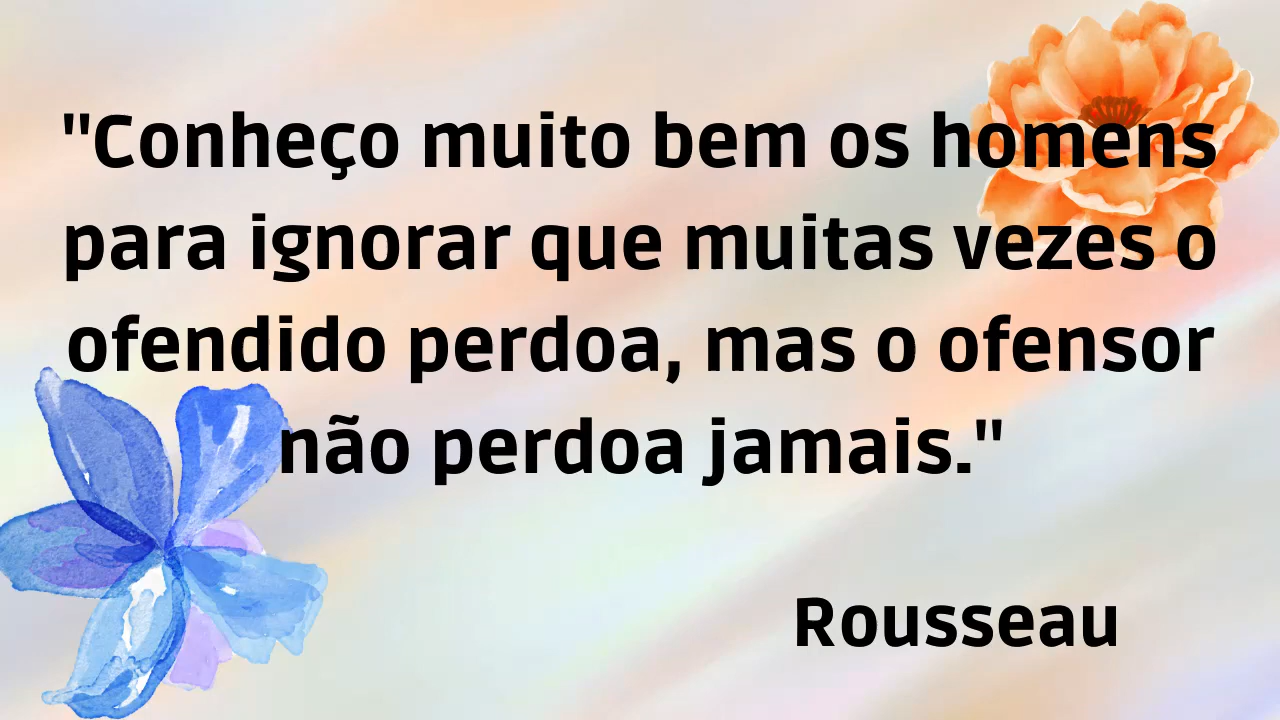 "Conheço muito bem os homens
para ignorar que muitas vezes o
ofendido perdoa, mas o ofensor
não perdoa jamais."
Rousseau